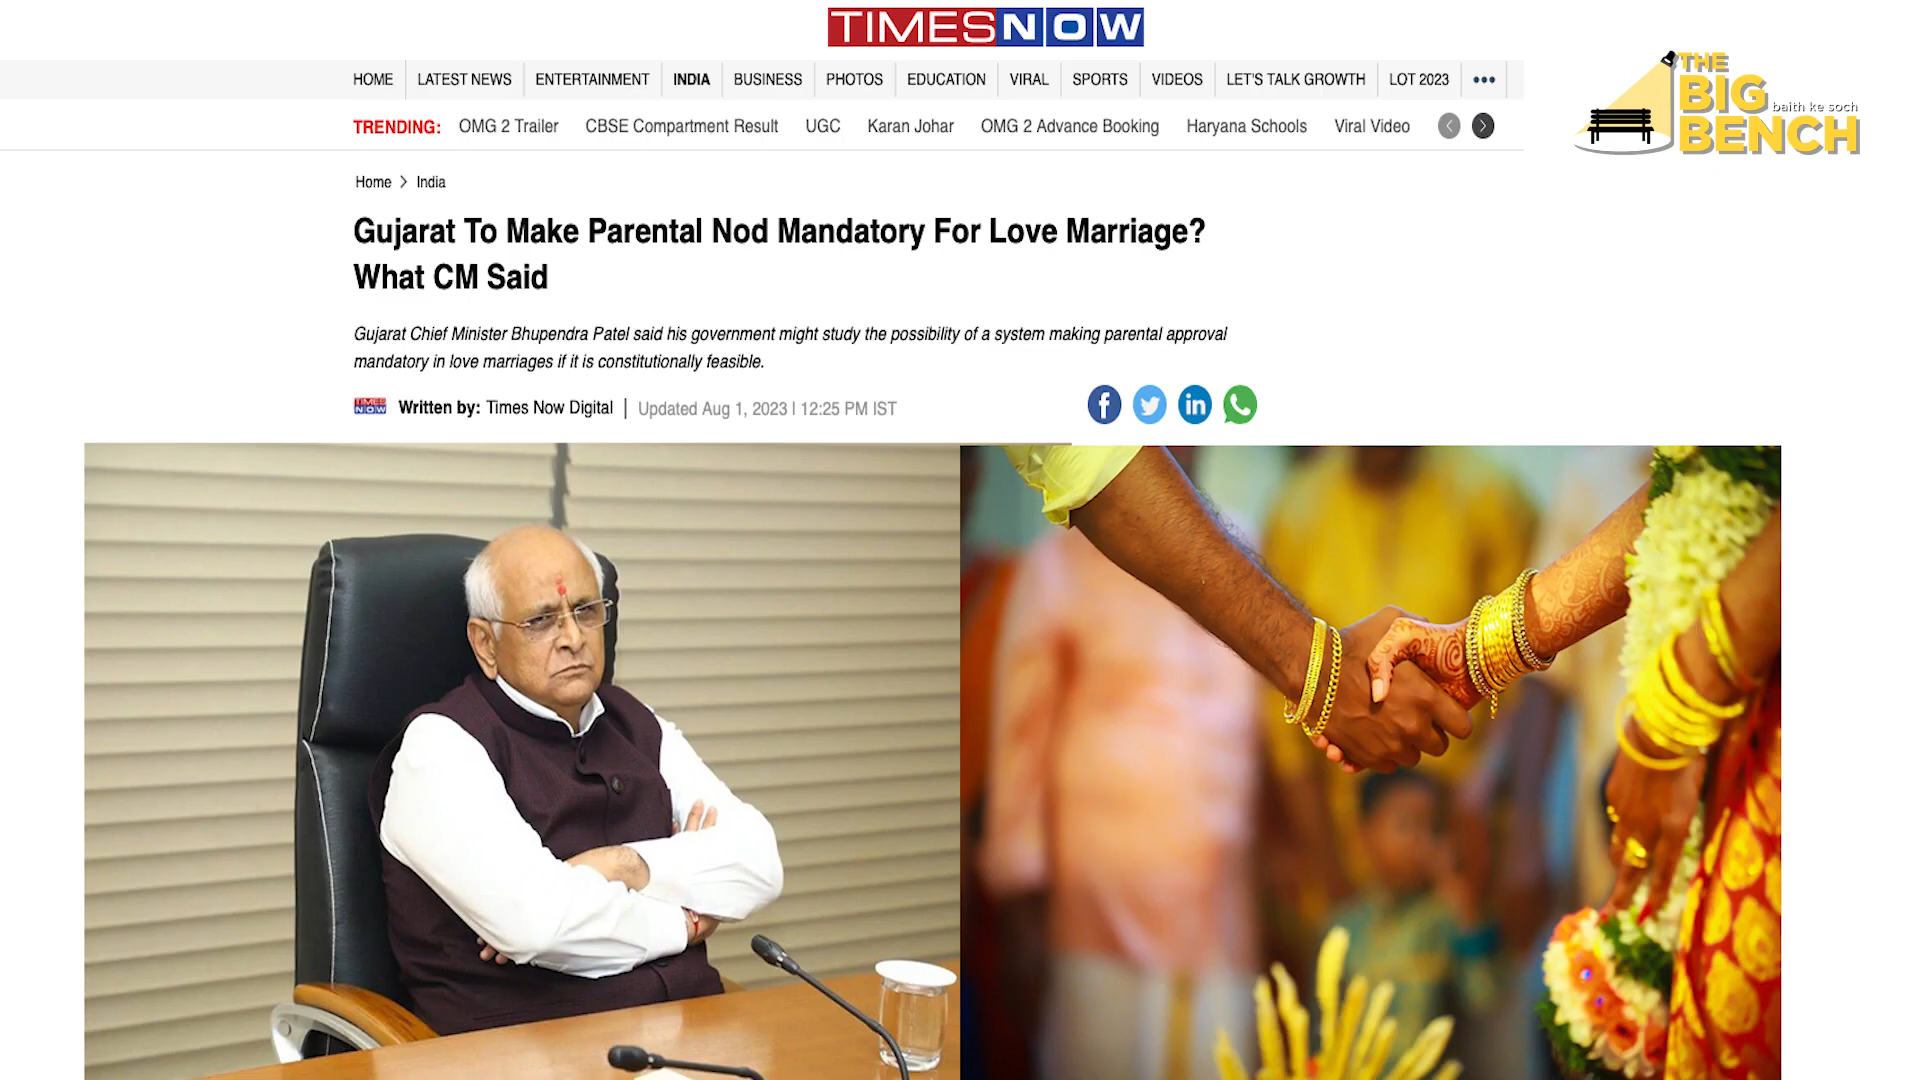 TIMES NOW
HOME LATEST NEWS ENTERTAINMENT INDIA BUSINESS PHOTOS EDUCATION VIRAL SPORTS VIDEOS LET'S TALK GROWTH LOT 2023
THE
BIG baith ke soch
BENCH
TRENDING: OMG 2 Trailer CBSE Compartment Result UGC Karan Johar OMG 2 Advance Booking Haryana Schools Viral Video
Home > India
Gujarat To Make Parental Nod Mandatory For Love Marriage?
What CM Said
Gujarat Chief Minister Bhupendra Patel said his government might study the possibility of a system making parental approval
mandatory in love marriages if it is constitutionally feasible.
TIMES NOW Written by: Times Now Digital | Updated Aug 1, 2023 | 12:25 PM IST